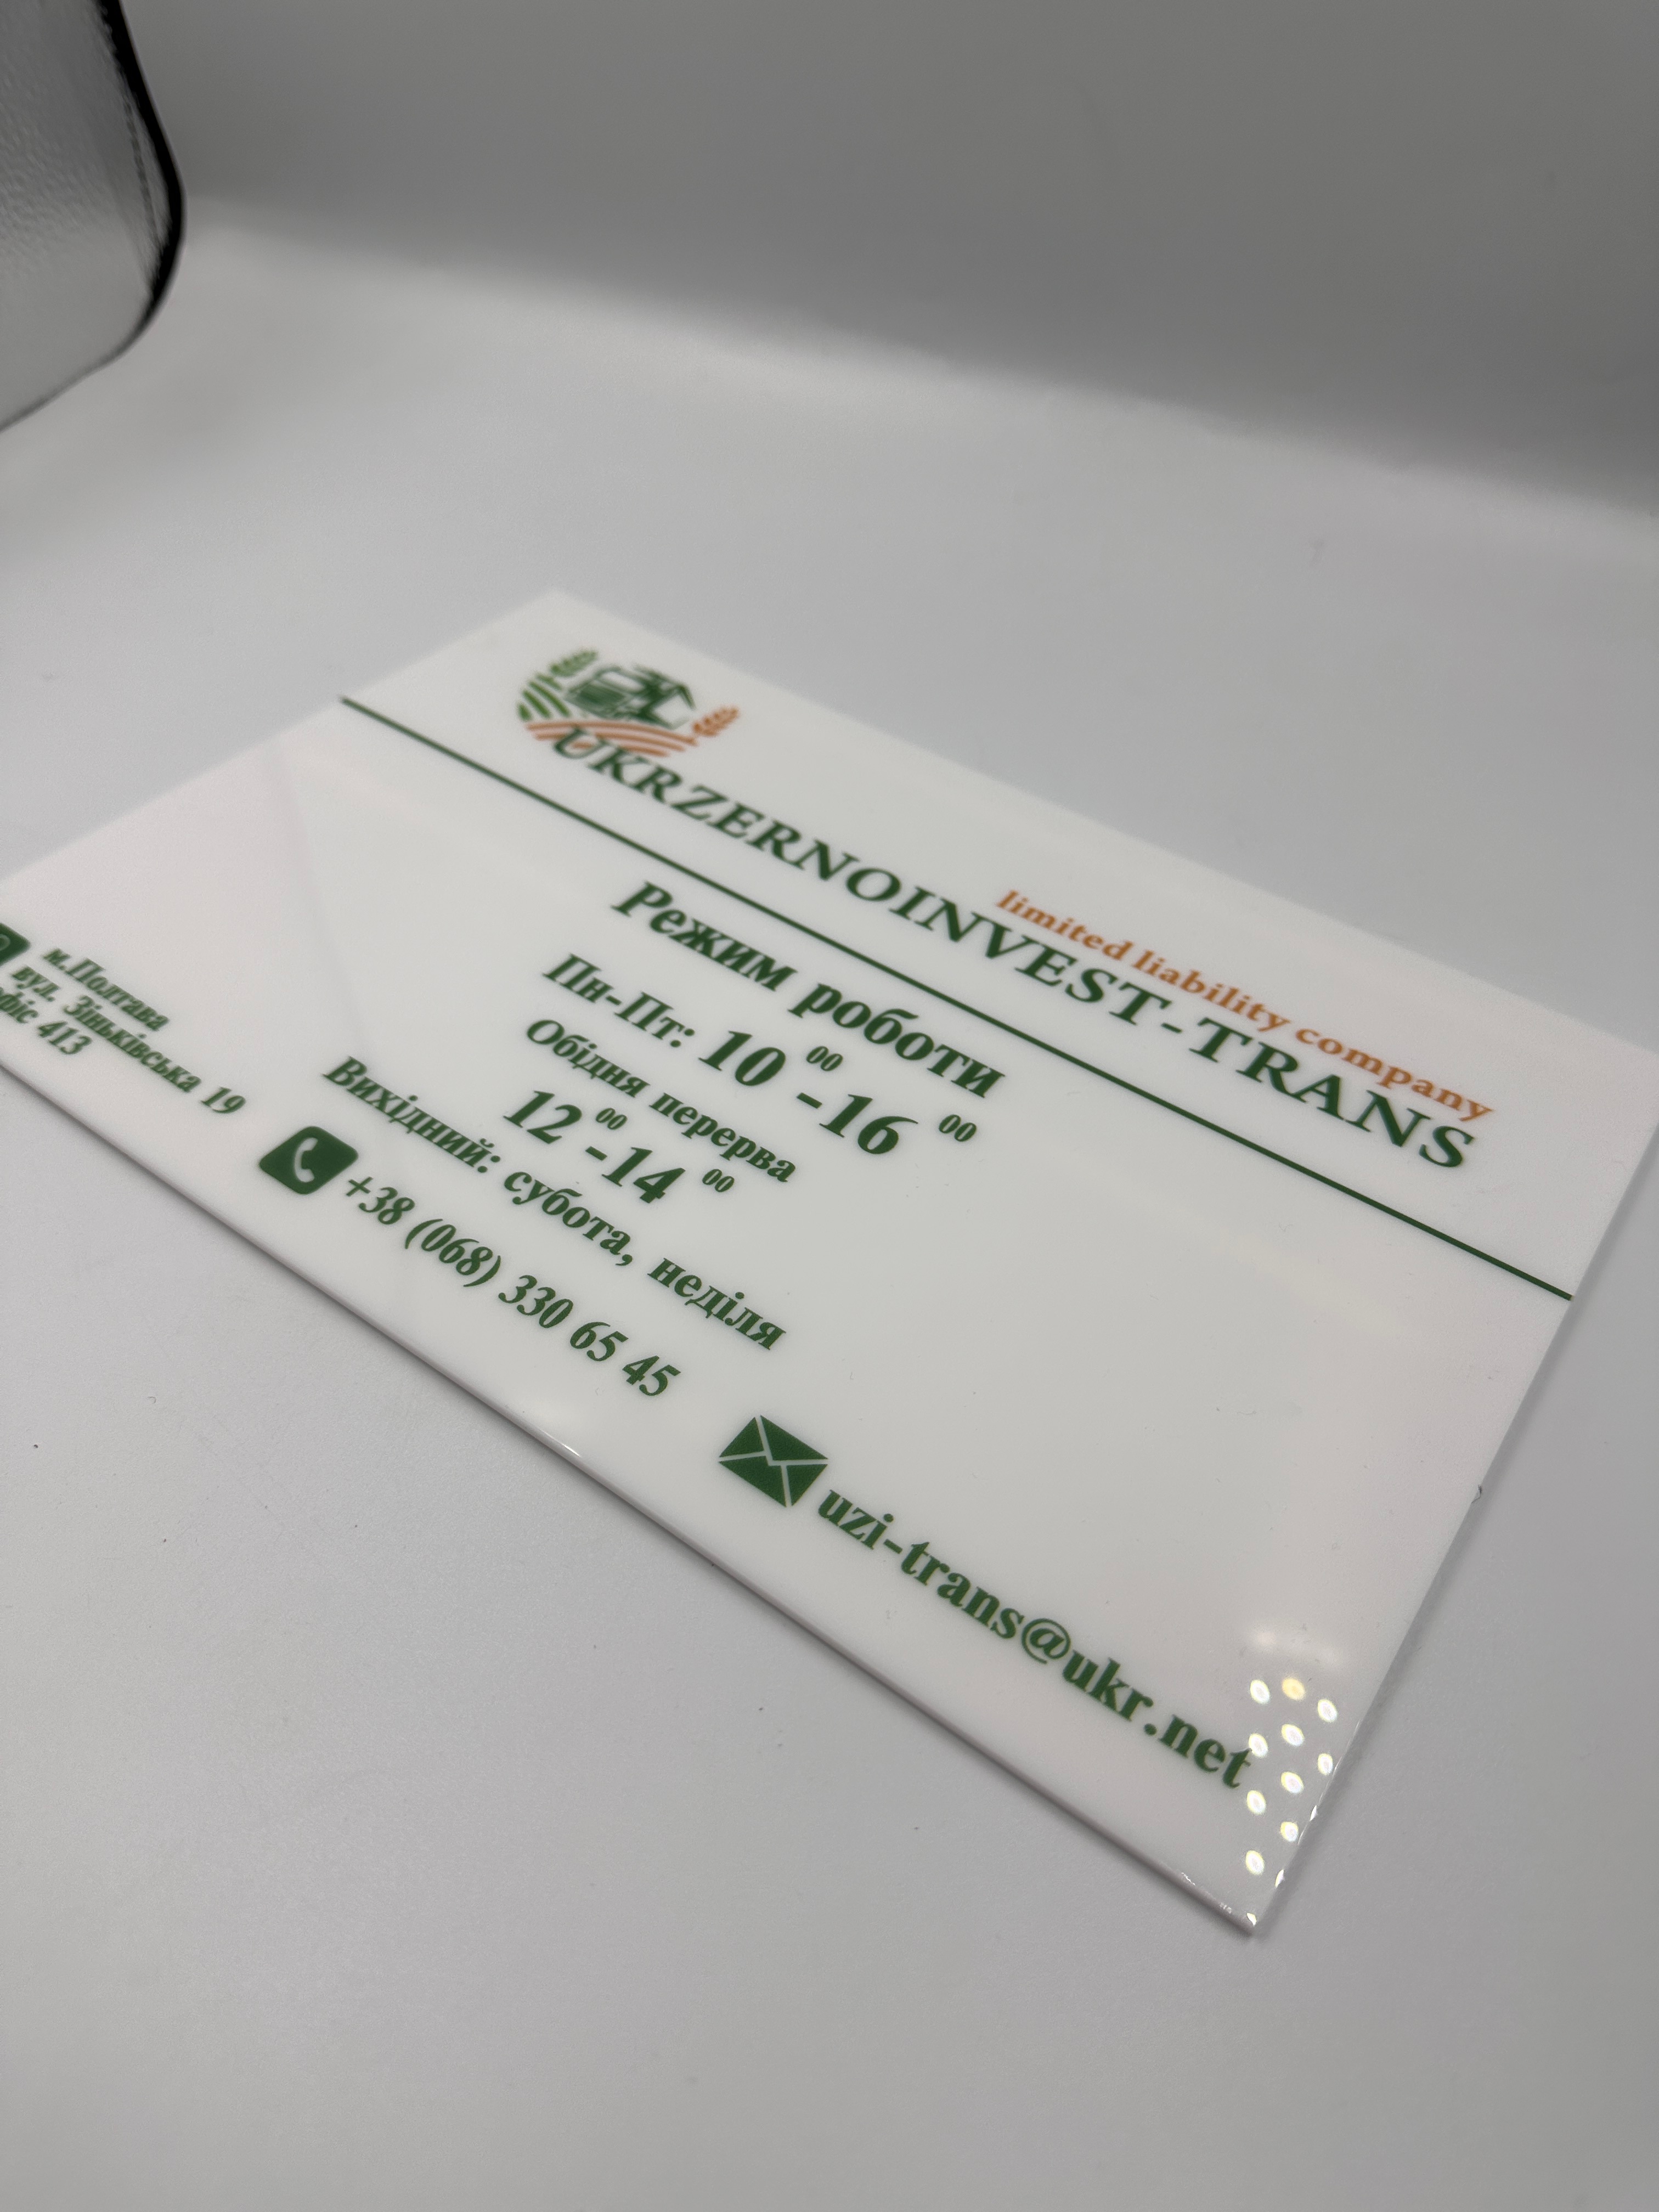 limited liability company
UKRZERNOINVEST-TRANS
Режим роботи
Пн-Пт: 10 00 -16 00
Обідня перерва
12 00 -14 00
Вихідний: субота, неділя
м.Полтава
вул. Зіньківська 19
офіс 413
+38 (068) 330 65 45
uzi-trans@ukr.net